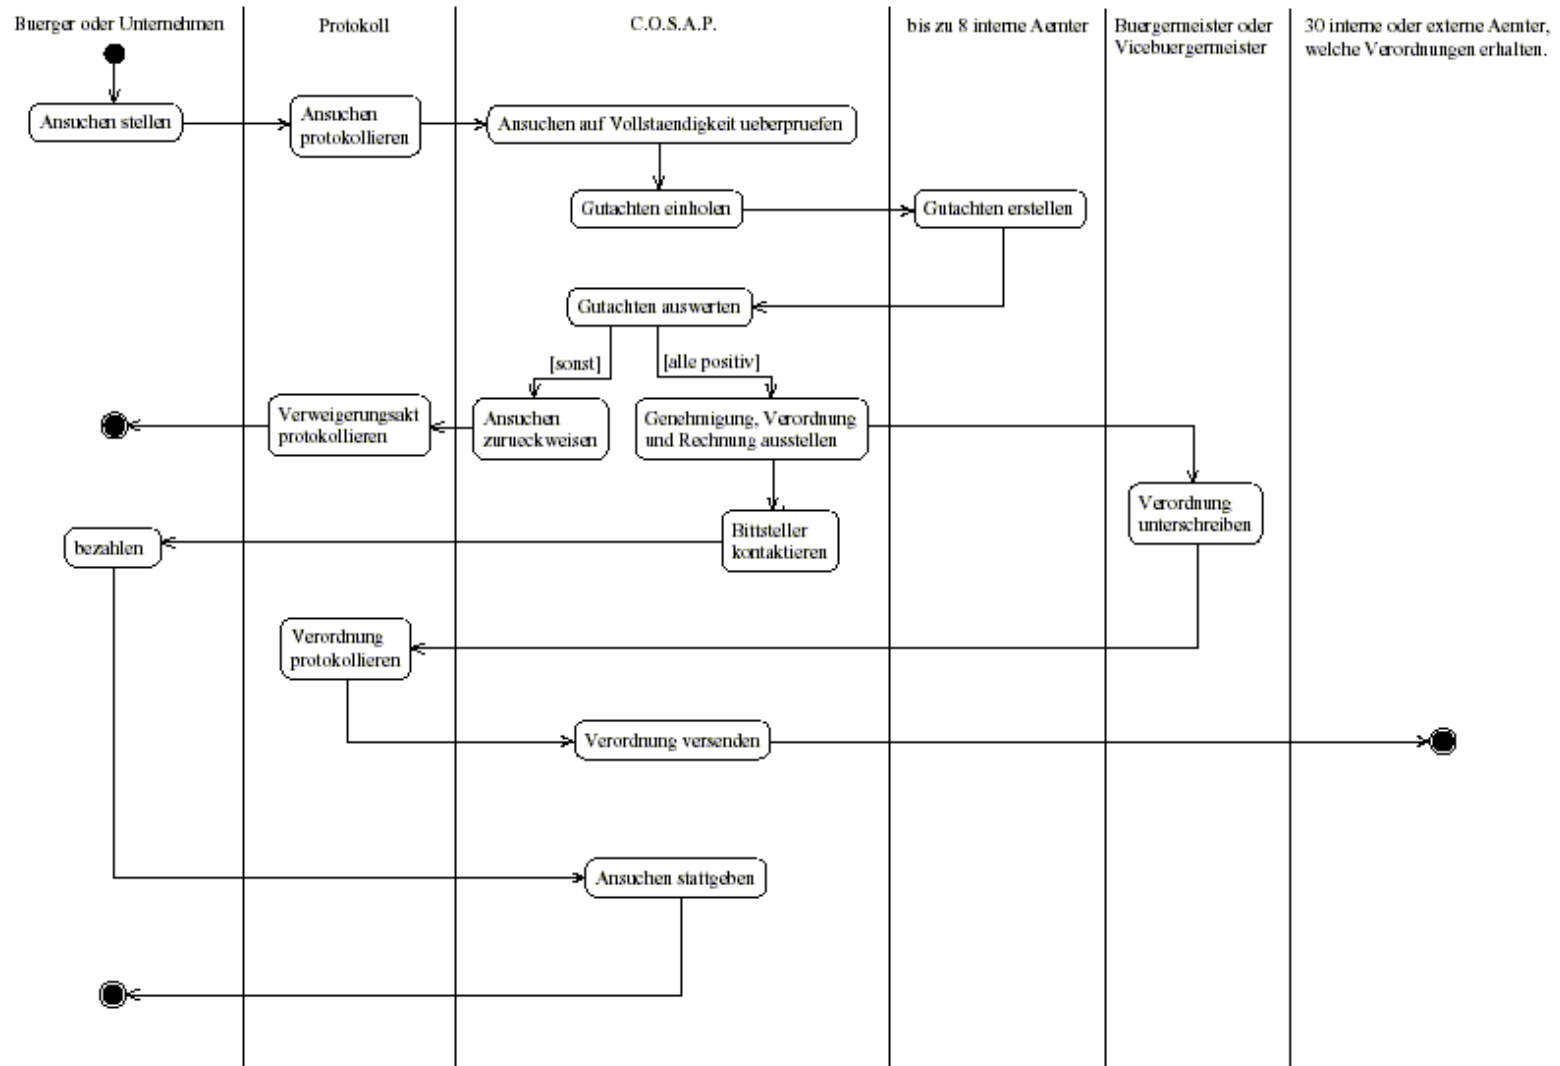 Buerger oder Unternehmen
Protokoll
C.O.S.A.P.
bis zu 8 interne Aemter
Buergermeister oder
Vicebuergermeister
30 interne oder externe Aemter,
welche Verordnungen erhalten.
Ansuchen stellen
Ansuchen
protokollieren
Ansuchen auf Vollstaendigkeit ueberpruefen
Gutachten einholen
Gutachten erstellen
Gutachten auswerten
[sonst]
[alle positiv]
Verweigerungsakt
protokollieren
Ansuchen
zurueckweisen
Genehmigung, Verordnung
und Rechnung ausstellen
Verordnung
unterschreiben
bezahlen
Bittsteller
kontaktieren
Verordnung
protokollieren
Verordnung versenden
Ansuchen stattgeben